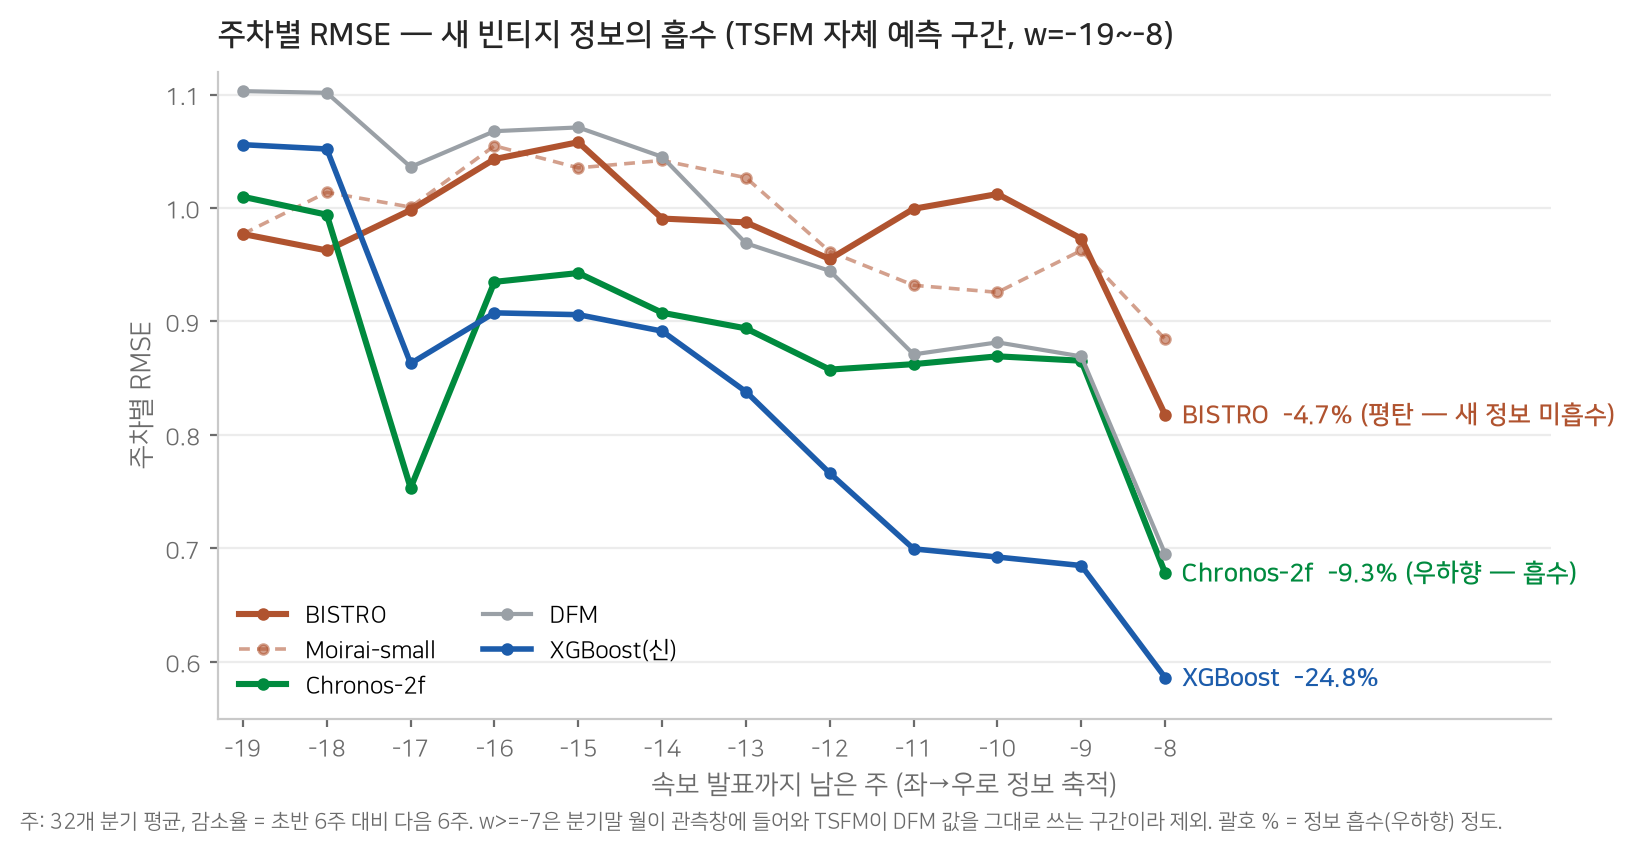 주차별 RMSE — 새 빈티지 정보의 흡수 (TSFM 자체 예측 구간, w=-19~-8)
주차별 RMSE
1.1
1.0
0.9
0.8
0.7
0.6
BISTRO -4.7% (평탄 — 새 정보 미흡수)
Chronos-2f -9.3% (우하향 — 흡수)
XGBoost -24.8%
BISTRO
Moirai-small
Chronos-2f
DFM
XGBoost(신)
-19 -18 -17 -16 -15 -14 -13 -12 -11 -10 -9 -8
속보 발표까지 남은 주 (좌→우로 정보 축적)
주: 32개 분기 평균, 감소율 = 초반 6주 대비 다음 6주. w>=-7은 분기말 월이 관측창에 들어와 TSFM이 DFM 값을 그대로 쓰는 구간이라 제외. 괄호 % = 정보 흡수(우하향) 정도.